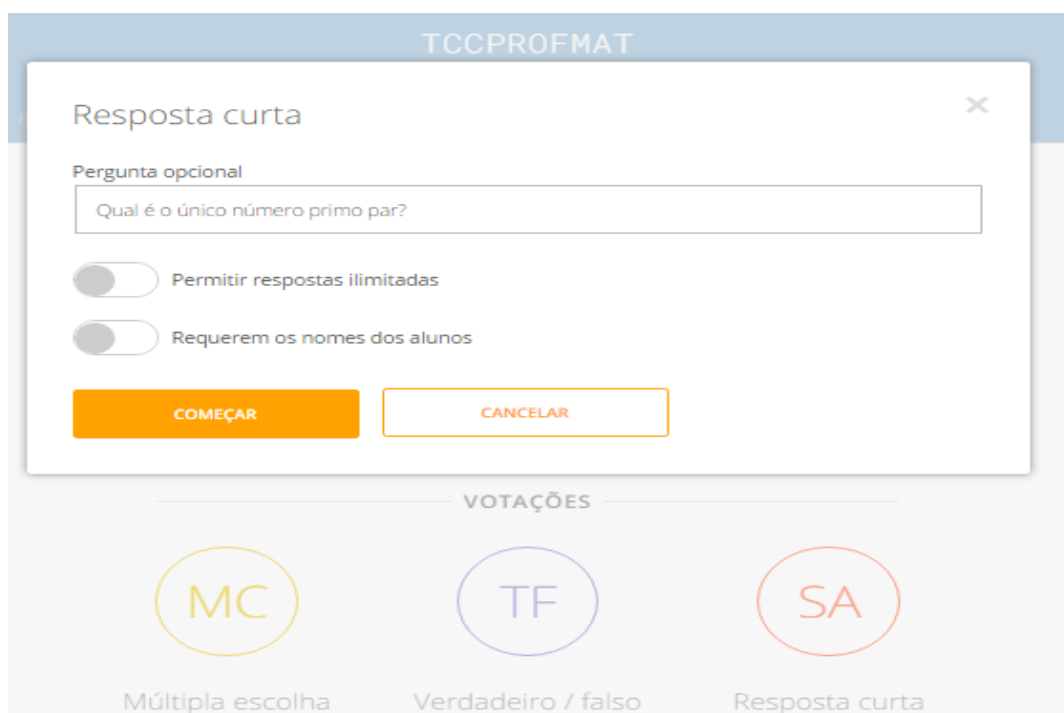 TCCPROFMAT
Resposta curta
×
Pergunta opcional
Qual é o único número primo par?
Permitir respostas ilimitadas
Requerem os nomes dos alunos
COMEÇAR CANCELAR
VOTAÇÕES
MC TF SA
Múltipla escolha Verdadeiro / falso Resposta curta